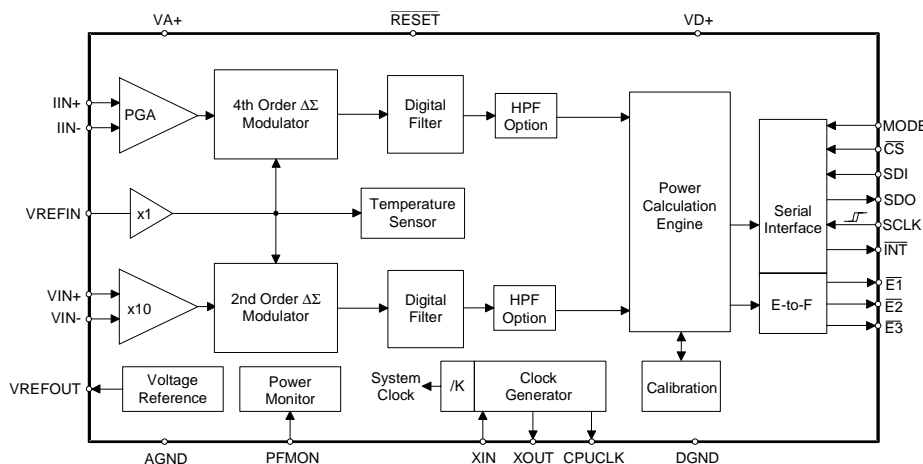 VA+
RESET
VD+
IIN+
IIN-
PGA
4th Order ΔΣ
Modulator
Digital
Filter
HPF
Option
VREFIN
x1
Temperature
Sensor
VIN+
VIN-
x10
2nd Order ΔΣ
Modulator
Digital
Filter
HPF
Option
Power
Calculation
Engine
Serial
Interface
E-to-F
MODE
CS
SDI
SDO
SCLK
INT
E1
E2
E3
VREFOUT
Voltage
Reference
Power
Monitor
System
Clock
/K
Clock
Generator
Calibration
AGND
PFMON
XIN
XOUT
CPUCLK
DGND